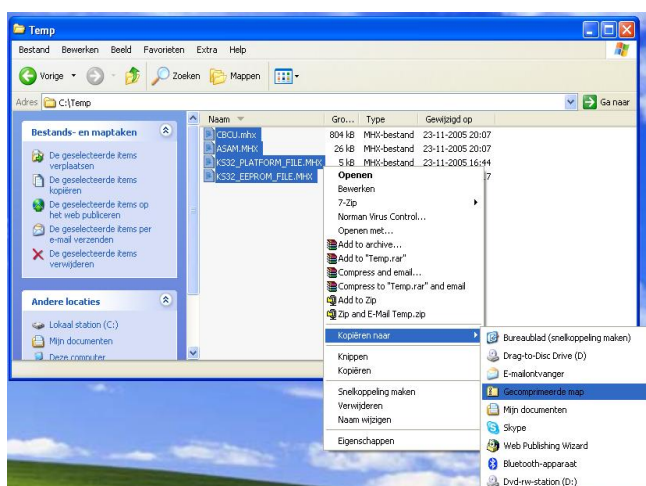 Temp
Bestand Bewerken Beeld Favorieten Extra Help
Vorige Zoeken Mappen
Adres C:\Temp Ga naar
Naam Gro... Type Gewijzigd op
CBCU.mhx 804 kB MHX-bestand 23-11-2005 20:07
ASAM.MHX 26 kB MHX-bestand 23-11-2005 20:07
KS32_PLATFORM_FILE.MHX 5 kB MHX-bestand 23-11-2005 16:44
KS32_EEPROM_FILE.MHX 7
Bestands- en maptaken
De geselecteerde items
verplaatsen
De geselecteerde items
kopiëren
De geselecteerde items op
het web publiceren
De geselecteerde items per
e-mail verzenden
De geselecteerde items
verwijderen
Andere locaties
Lokaal station (C:)
Mijn documenten
Deze computer
Openen
Bewerken
7-Zip
Norman Virus Control...
Openen met...
Add to archive...
Add to "Temp.rar"
Compress and email...
Compress to "Temp.rar" and email
Add to Zip
Zip and E-Mail Temp.zip
Kopiëren naar
Knippen
Kopiëren
Snelkoppeling maken
Verwijderen
Naam wijzigen
Eigenschappen
Bureaublad (snelkoppeling maken)
Drag-to-Disc Drive (D)
E-mailontvanger
Gecomprimeerde map
Mijn documenten
Skype
Web Publishing Wizard
Bluetooth-apparaat
Dvd-rw-station (D:)